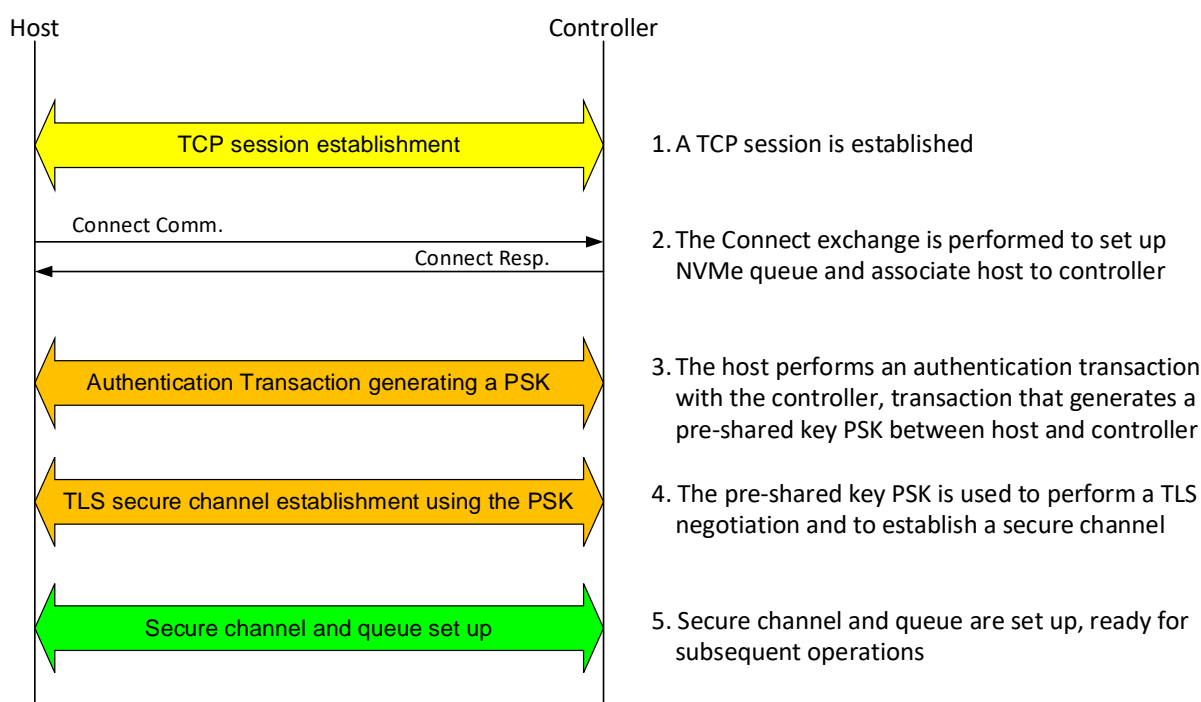 Host
Controller
TCP session establishment
1. A TCP session is established
Connect Comm.
Connect Resp.
2. The Connect exchange is performed to set up
NVMe queue and associate host to controller
Authentication Transaction generating a PSK
3. The host performs an authentication transaction
with the controller, transaction that generates a
pre-shared key PSK between host and controller
TLS secure channel establishment using the PSK
4. The pre-shared key PSK is used to perform a TLS
negotiation and to establish a secure channel
Secure channel and queue set up
5. Secure channel and queue are set up, ready for
subsequent operations